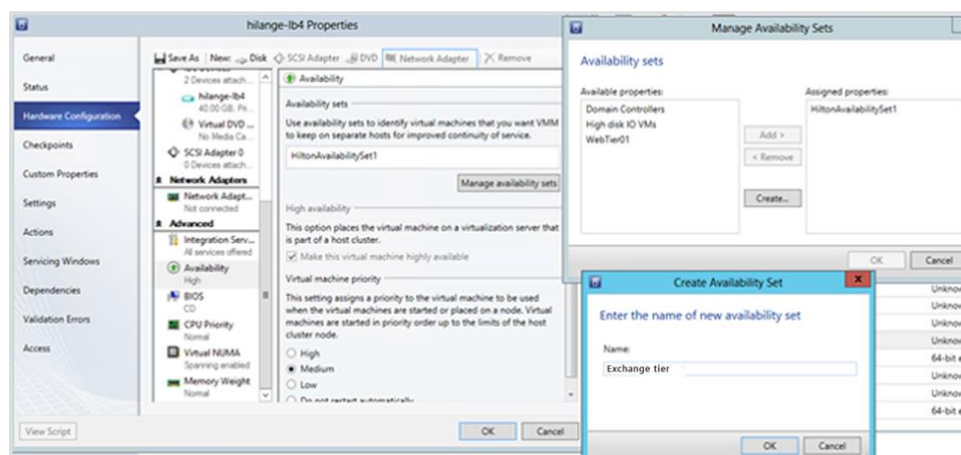 hilange-lb4 Properties
General
Status
Hardware Configuration
Checkpoints
Custom Properties
Settings
Actions
Servicing Windows
Dependencies
Validation Errors
Access
View Script
Save As New: Disk SCSI Adapter DVD Network Adapter Remove
2 Devices attach...
hilange-lb4
40.00 GB, Pri...
Virtual DVD ...
No Media Ca...
SCSI Adapter 0
0 Devices attach...
Network Adapters
Network Adapt...
Not connected
Advanced
Integration Serv...
All services offered
Availability
High
BIOS
CD
CPU Priority
Normal
Virtual NUMA
Spanning enabled
Memory Weight
Normal
Availability
Availability sets
Use availability sets to identify virtual machines that you want VMM
to keep on separate hosts for improved continuity of service.
HiltonAvailabilitySet1
Manage availability sets
High availability
This option places the virtual machine on a virtualization server that
is part of a host cluster.
Make this virtual machine highly available
Virtual machine priority
This setting assigns a priority to the virtual machine to be used
when the virtual machines are started or placed on a node. Virtual
machines are started in priority order up to the limits of the host
cluster node.
High
Medium
Low
Do not restart automatically
OK Cancel
Manage Availability Sets
Availability sets
Available properties:
Domain Controllers
High disk IO VMs
WebTier01
Add >
< Remove
Create...
Assigned properties:
HiltonAvailabilitySet1
OK Cancel
Create Availability Set
X
Enter the name of new availability set
Name:
Exchange tier
OK Cancel
Unknow
Unknow
Unknow
Unknow
64-bit e
Unknow
Unknow
64-bit e